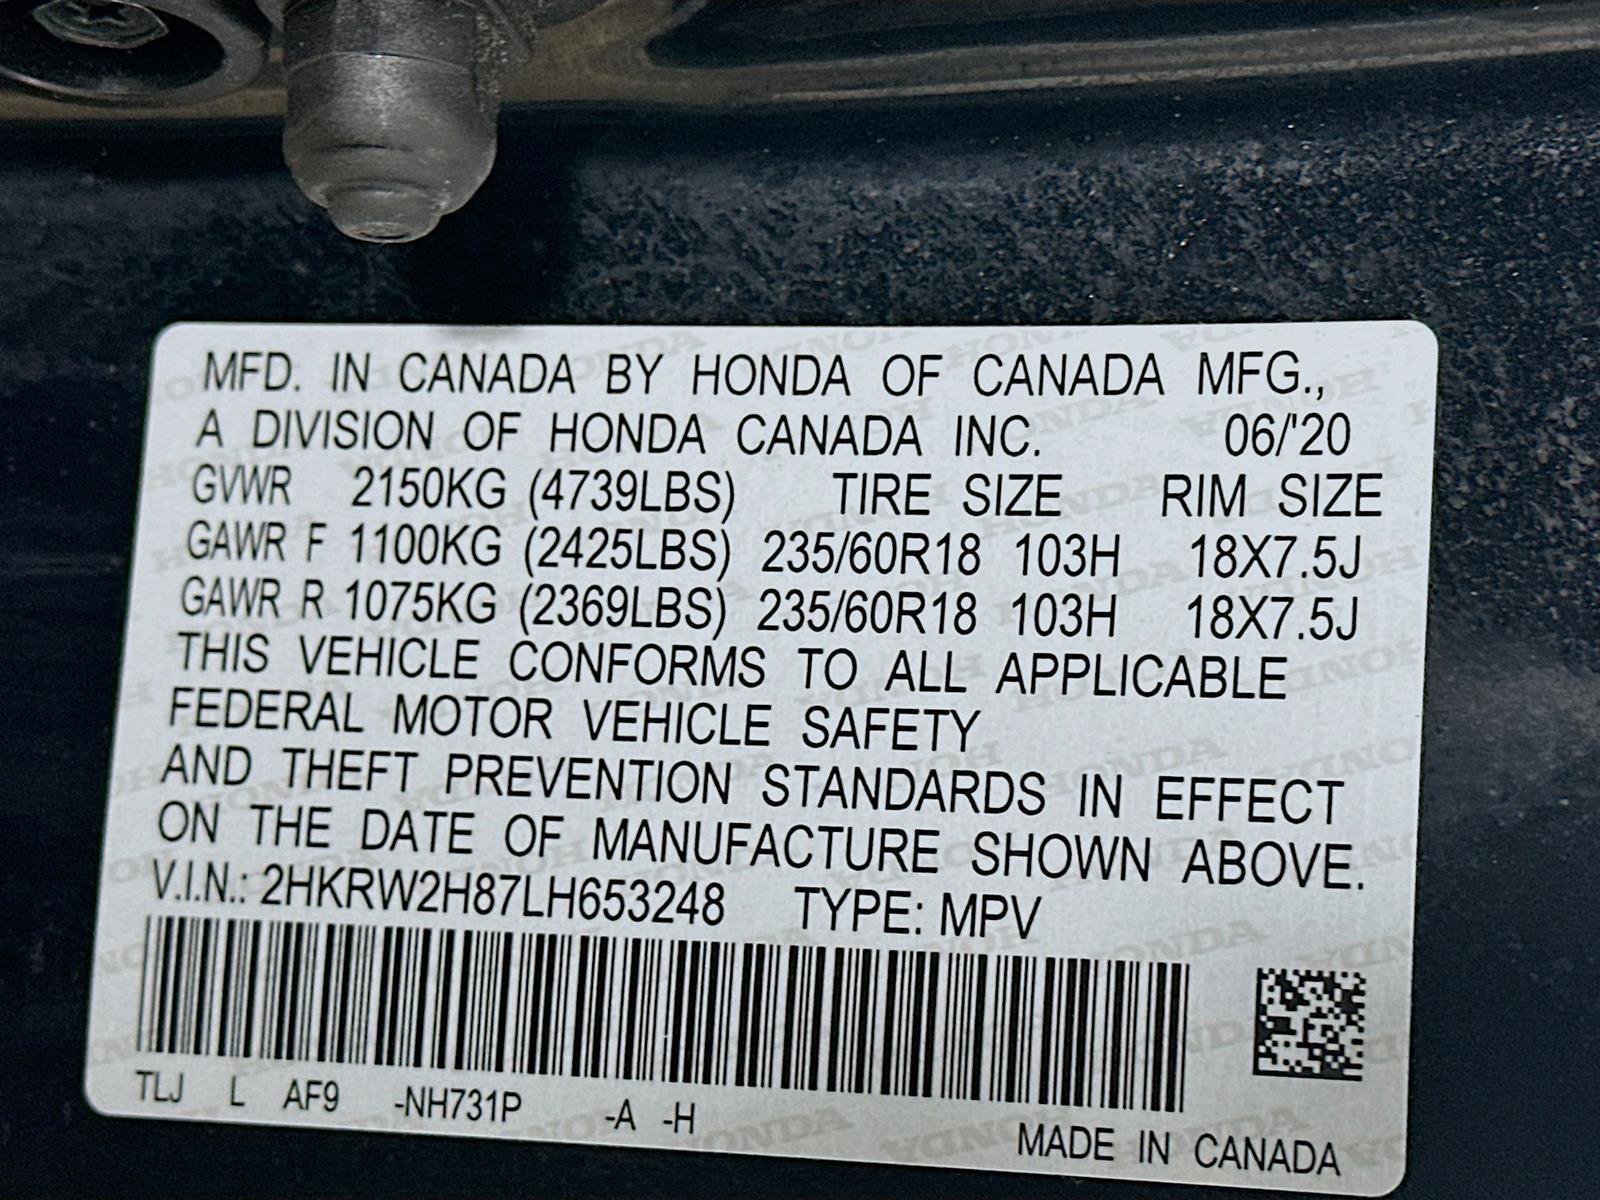 MFD. IN CANADA BY HONDA OF CANADA MFG.,
A DIVISION OF HONDA CANADA INC. 06/'20
GVWR 2150KG (4739LBS) TIRE SIZE RIM SIZE
GAWR F 1100KG (2425LBS) 235/60R18 103H 18X7.5J
GAWR R 1075KG (2369LBS) 235/60R18 103H 18X7.5J
THIS VEHICLE CONFORMS TO ALL APPLICABLE
FEDERAL MOTOR VEHICLE SAFETY
AND THEFT PREVENTION STANDARDS IN EFFECT
ON THE DATE OF MANUFACTURE SHOWN ABOVE.
V.I.N.: 2HKRW2H87LH653248 TYPE: MPV
TLJ L AF9 -NH731P -A -H
MADE IN CANADA